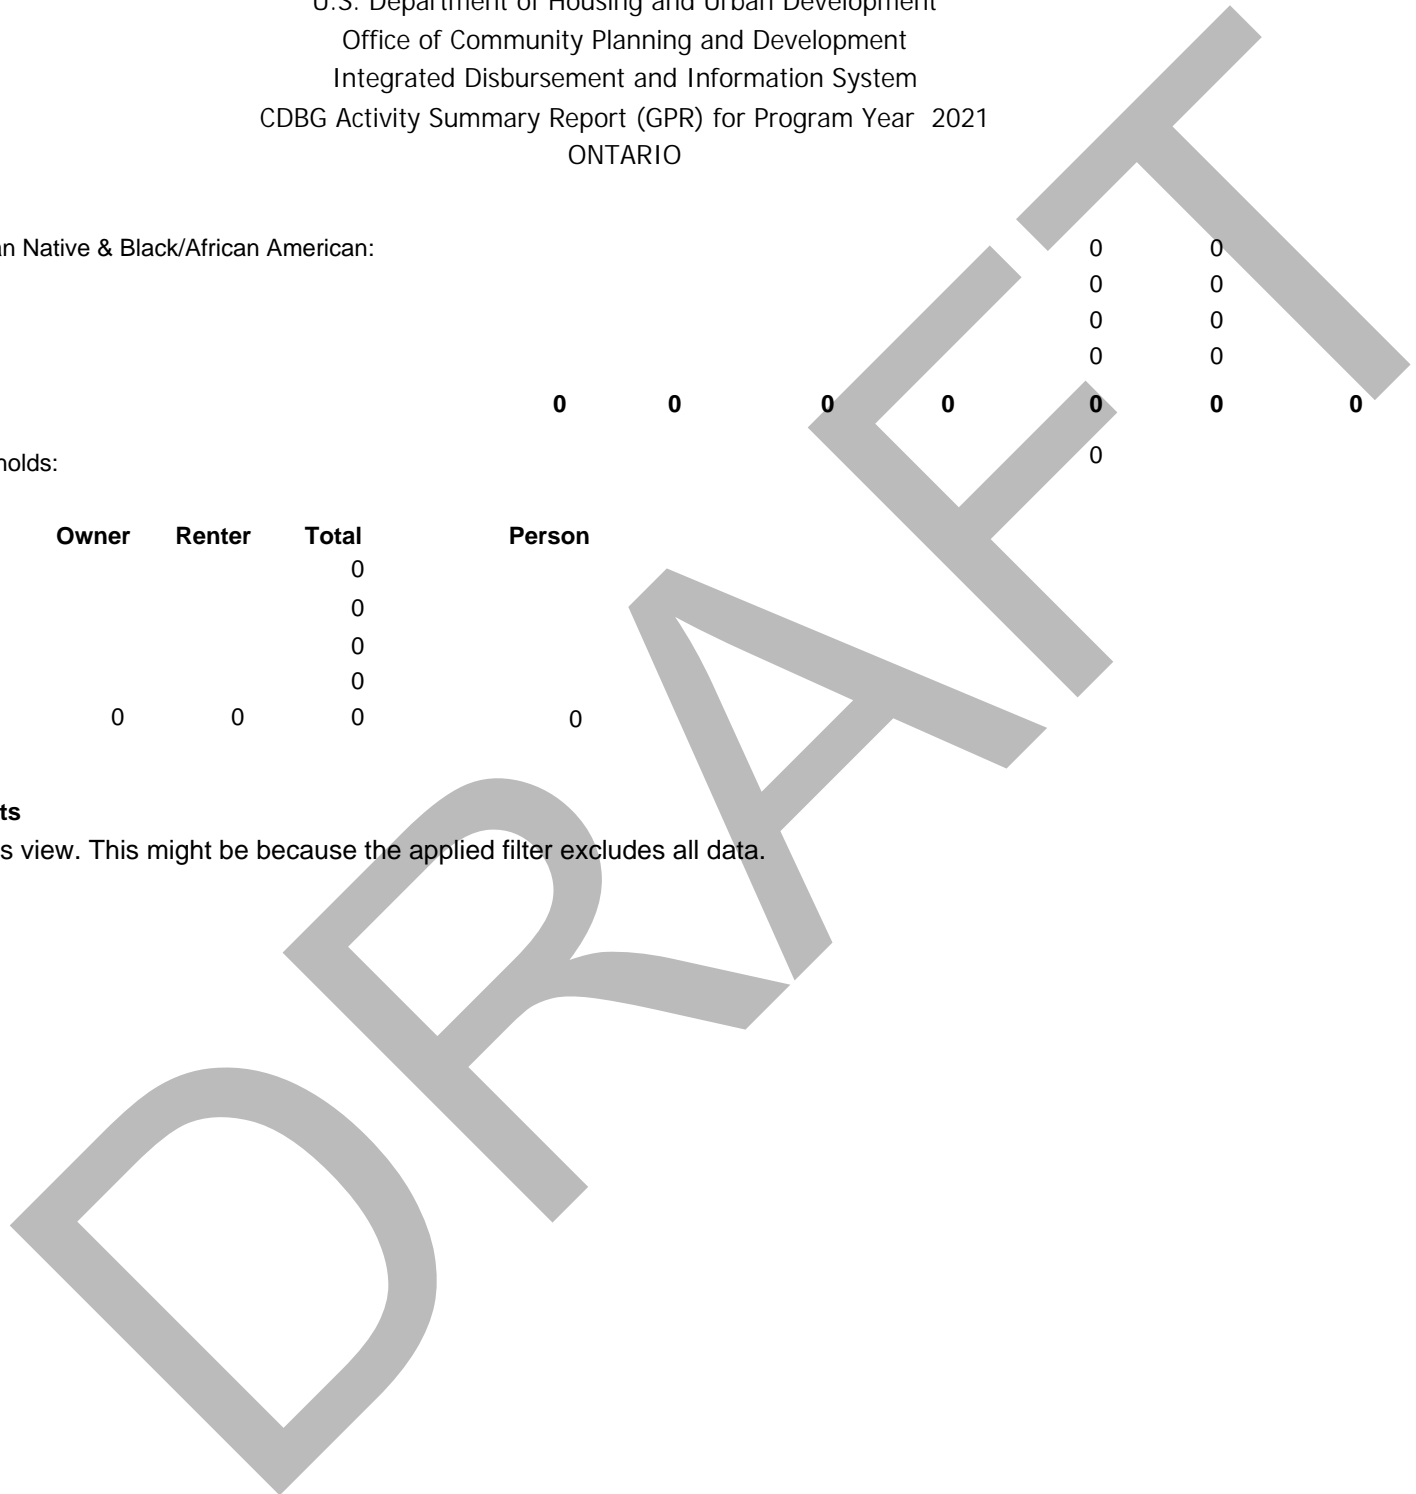 U.S. Department of Housing and Urban Development
Office of Community Planning and Development
Integrated Disbursement and Information System
CDBG Activity Summary Report (GPR) for Program Year 2021
ONTARIO
an Native & Black/African American: 0 0
0 0
0 0
0 0
0 0 0 0 0 0 0
0
holds:
Owner Renter Total Person
0
0
0
0
0 0 0 0
ts
s view. This might be because the applied filter excludes all data.
DRAFT